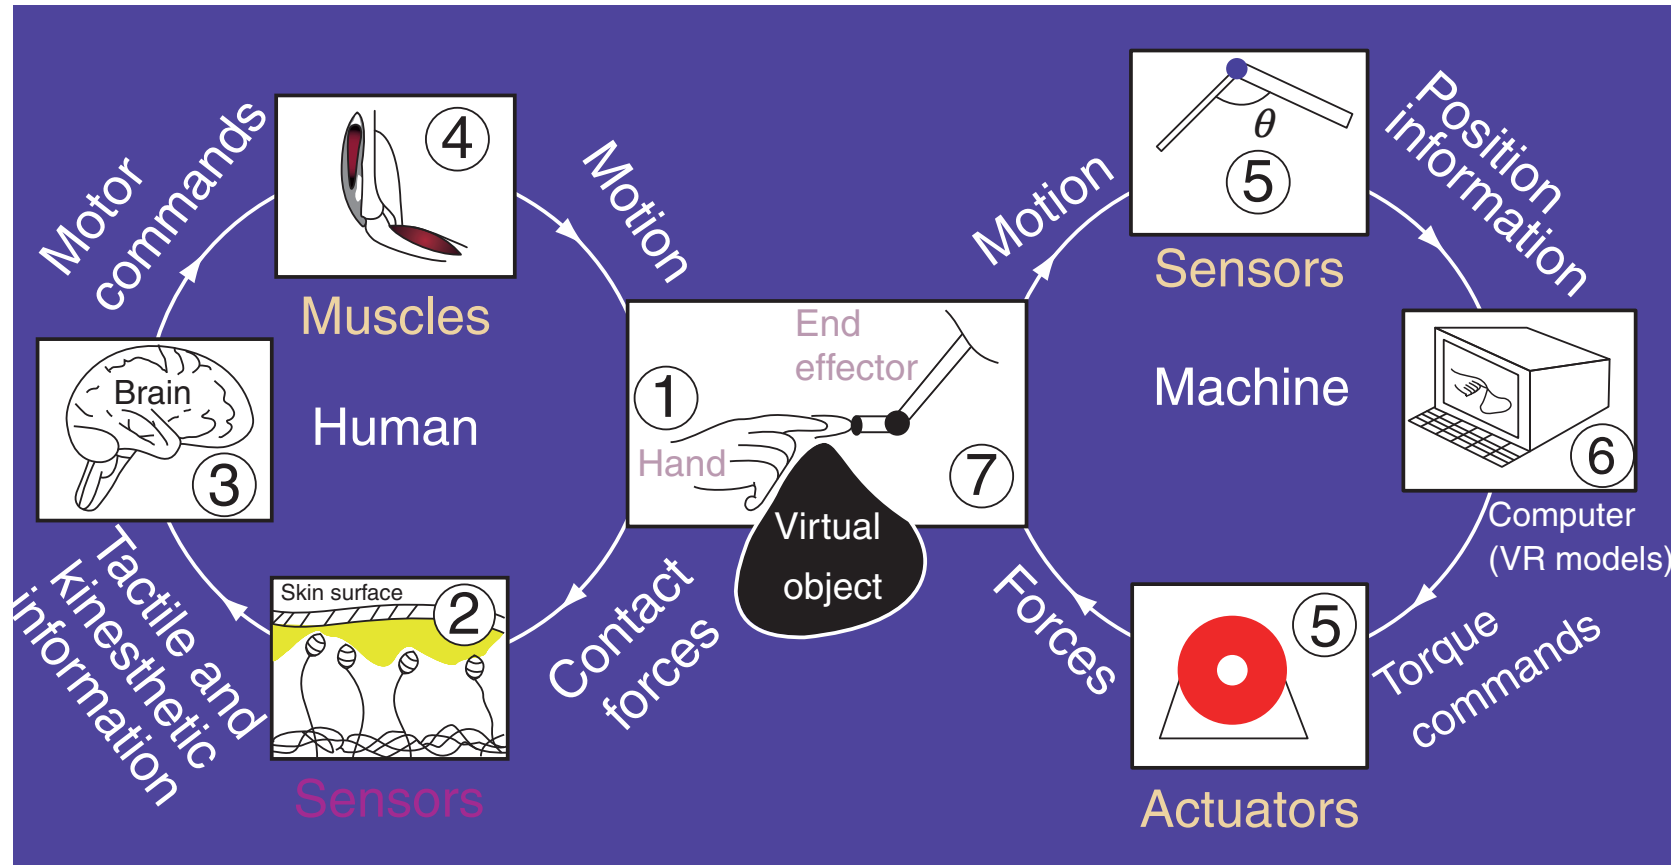 Motor
commands
4
Muscles
Motion
Brain
3
Human
Tactile and
kinesthetic
information
Skin surface
2
Sensors
Contact
forces
1
Hand
End
effector
7
Virtual
object
Motion
θ
5
Sensors
Position
information
Machine
6
Computer
(VR models)
Torque
commands
5
Actuators
Forces